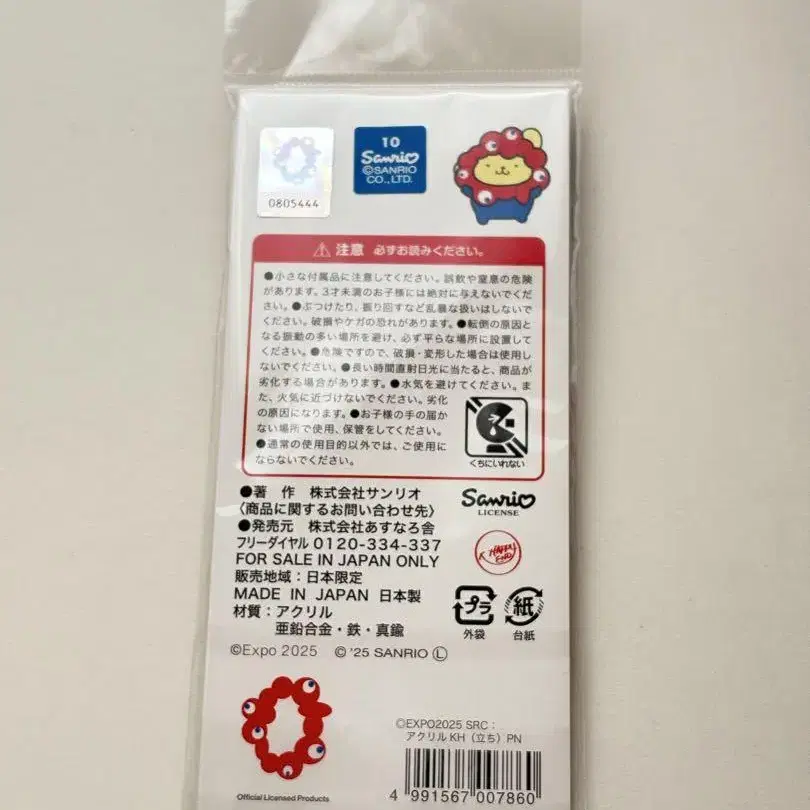 0805444
10
Sanrio
©SANRIO
CO., LTD.
注意 必ずお読みください。
●小さな付属品に注意してください。誤飲や窒息の危険
があります。3才未満のお子様には絶対に与えないでくだ
さい。●ぶつけたり、振り回すなど乱暴な扱いはしないで
ください。破損やケガの恐れがあります。●転倒の原因と
なる振動の多い場所を避け、必ず平らな場所に設置して
ください。●危険ですので、破損・変形した場合は使用し
ないでください。●長い時間直射日光に当たると、商品が
劣化する場合があります。●水気を避けてください。ま
た、火気に近づけないでください。劣化
の原因になります。●お子様の手の届か
ない場所で使用、保管をしてください。
●通常の使用目的以外では、ご使用に
ならないでください。
くちにいれない
●著 作 株式会社サンリオ
〈商品に関するお問い合わせ先〉
●発売元 株式会社あすなろ舎
フリーダイヤル 0120-334-337
FOR SALE IN JAPAN ONLY
販売地域：日本限定
MADE IN JAPAN 日本製
材質：アクリル
亜鉛合金・鉄・真鍮
©Expo 2025 © '25 SANRIO Ⓛ
Sanrio
LICENSE
プラ
外袋
紙
台紙
Official Licensed Products
©EXPO2025 SRC：
アクリル KH（立ち）PN
4 991567 007860